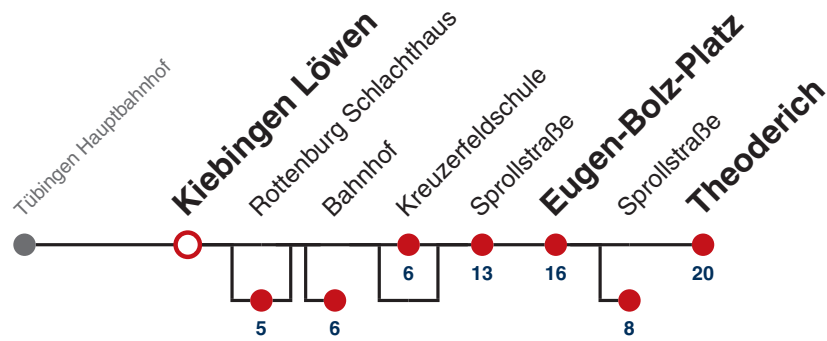 Tübingen Hauptbahnhof
Kiebingen Löwen
Rottenburg Schlachthaus
Bahnhof
Kreuzerfeldschule
Sprollstraße
Eugen-Bolz-Platz
Sprollstraße
Theoderich
6
13
16
20
5
6
8